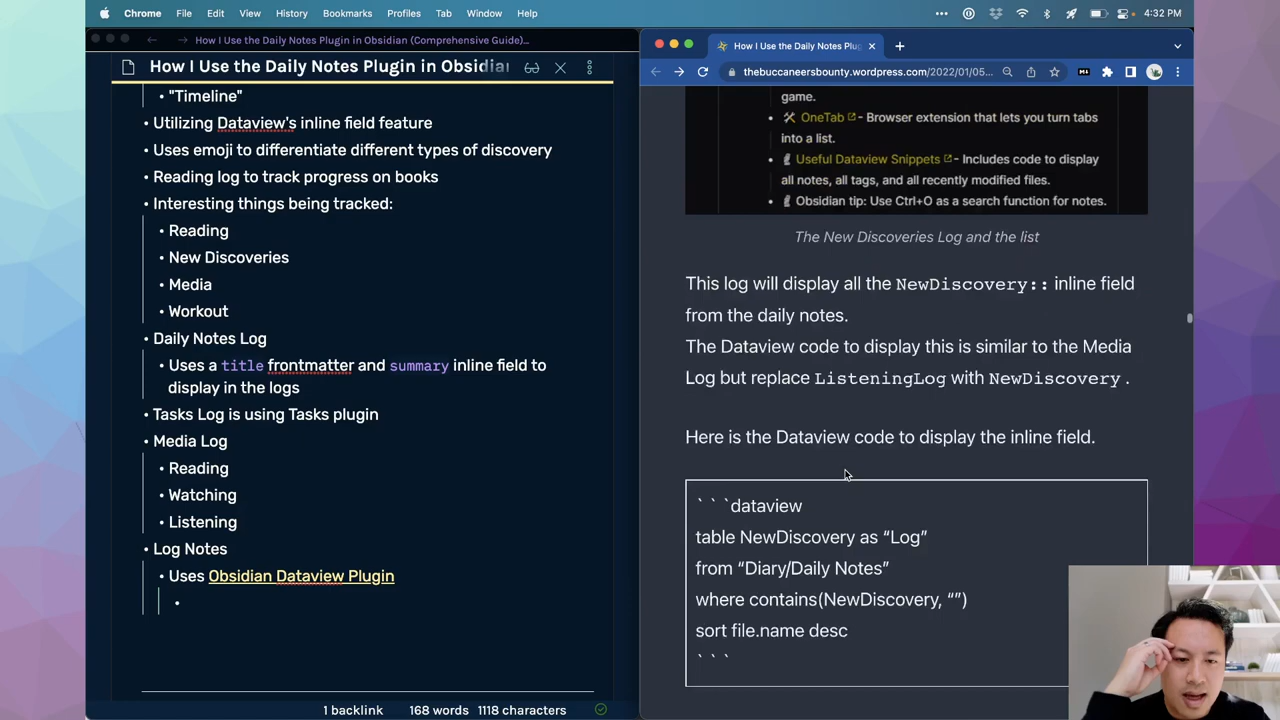 Chrome File Edit View History Bookmarks Profiles Tab Window Help 4:32 PM
How I Use the Daily Notes Plugin in Obsidian (Comprehensive Guide)...
How I Use the Daily Notes Plugin in Obsidia
• "Timeline"
• Utilizing Dataview's inline field feature
• Uses emoji to differentiate different types of discovery
• Reading log to track progress on books
• Interesting things being tracked:
• Reading
• New Discoveries
• Media
• Workout
• Daily Notes Log
• Uses a title frontmatter and summary inline field to
display in the logs
• Tasks Log is using Tasks plugin
• Media Log
• Reading
• Watching
• Listening
• Log Notes
• Uses Obsidian Dataview Plugin
•
1 backlink 168 words 1118 characters
How I Use the Daily Notes Plug
thebuccaneersbounty.wordpress.com/2022/01/05...
game.
• OneTab - Browser extension that lets you turn tabs
into a list.
• Useful Dataview Snippets - Includes code to display
all notes, all tags, and all recently modified files.
• Obsidian tip: Use Ctrl+O as a search function for notes.
The New Discoveries Log and the list
This log will display all the NewDiscovery:: inline field
from the daily notes.
The Dataview code to display this is similar to the Media
Log but replace ListeningLog with NewDiscovery .
Here is the Dataview code to display the inline field.
` ` `dataview
table NewDiscovery as “Log”
from “Diary/Daily Notes”
where contains(NewDiscovery, “”)
sort file.name desc
` ` `